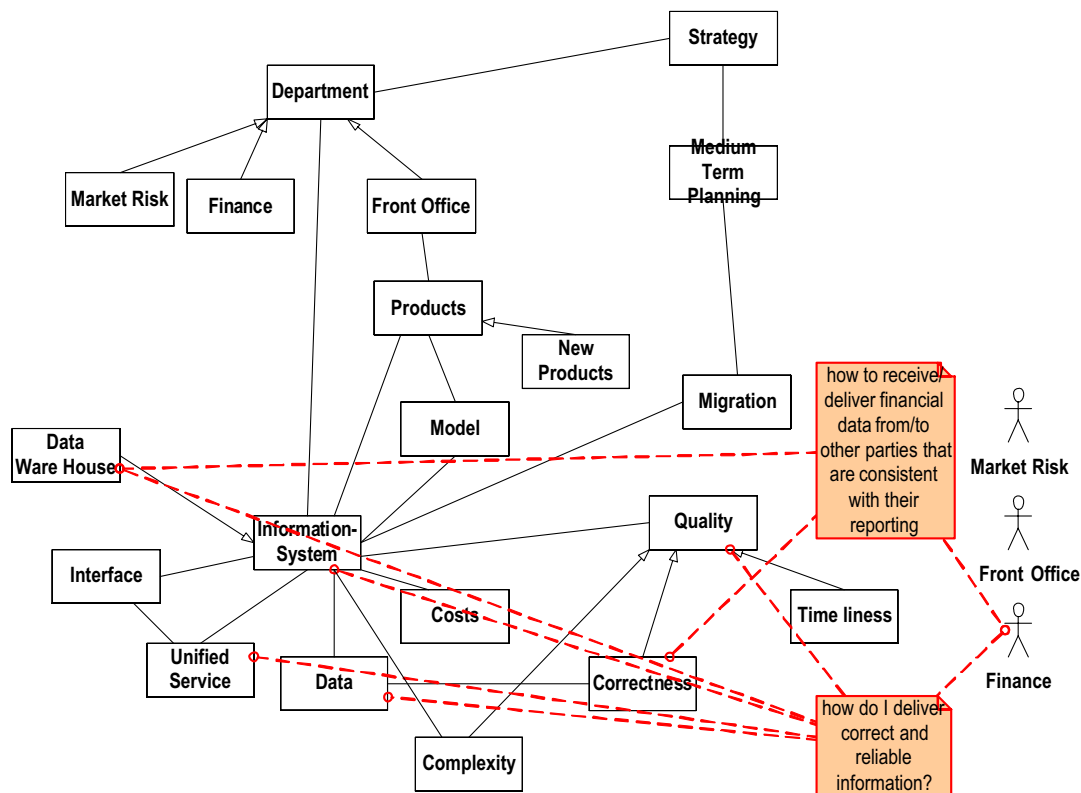 Strategy
Department
Medium
Term
Planning
Market Risk
Finance
Front Office
Products
New
Products
how to receive/
deliver financial
data from/to
other parties that
are consistent
with their
reporting
Migration
Model
Data
Ware House
Market Risk
Information-
System
Quality
Interface
Front Office
Costs
Time liness
Unified
Service
Data
Correctness
Finance
how do I deliver
correct and
reliable
information?
Complexity